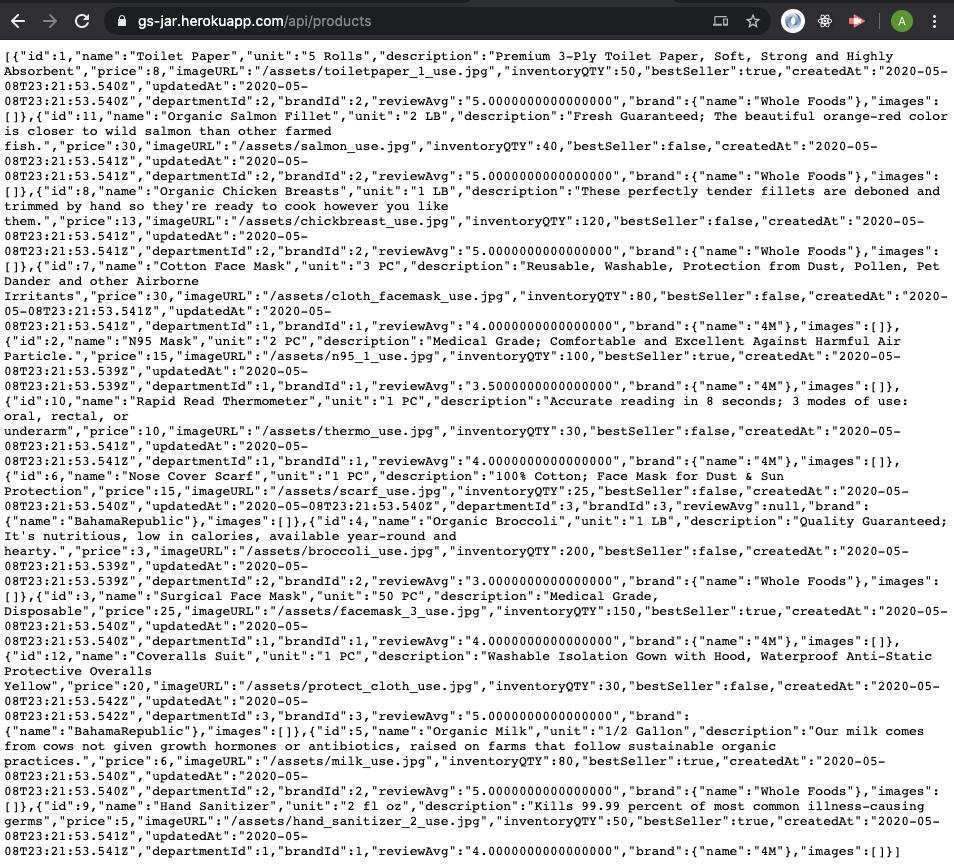 gs-jar.herokuapp.com/api/products
A
[{"id":1,"name":"Toilet Paper","unit":"5 Rolls","description":"Premium 3-Ply Toilet Paper, Soft, Strong and Highly
Absorbent","price":8,"imageURL":"/assets/toiletpaper_1_use.jpg","inventoryQTY":50,"bestSeller":true,"createdAt":"2020-05-
08T23:21:53.540Z","updatedAt":"2020-05-
08T23:21:53.540Z","departmentId":2,"brandId":2,"reviewAvg":"5.0000000000000000","brand":{"name":"Whole Foods"},"images":
[]},{"id":11,"name":"Organic Salmon Fillet","unit":"2 LB","description":"Fresh Guaranteed; The beautiful orange-red color
is closer to wild salmon than other farmed
fish.","price":30,"imageURL":"/assets/salmon_use.jpg","inventoryQTY":40,"bestSeller":false,"createdAt":"2020-05-
08T23:21:53.541Z","updatedAt":"2020-05-
08T23:21:53.541Z","departmentId":2,"brandId":2,"reviewAvg":"5.0000000000000000","brand":{"name":"Whole Foods"},"images":
[]},{"id":8,"name":"Organic Chicken Breasts","unit":"1 LB","description":"These perfectly tender fillets are deboned and
trimmed by hand so they're ready to cook however you like
them.","price":13,"imageURL":"/assets/chickbreast_use.jpg","inventoryQTY":120,"bestSeller":false,"createdAt":"2020-05-
08T23:21:53.541Z","updatedAt":"2020-05-
08T23:21:53.541Z","departmentId":2,"brandId":2,"reviewAvg":"5.0000000000000000","brand":{"name":"Whole Foods"},"images":
[]},{"id":7,"name":"Cotton Face Mask","unit":"3 PC","description":"Reusable, Washable, Protection from Dust, Pollen, Pet
Dander and other Airborne
Irritants","price":30,"imageURL":"/assets/cloth_facemask_use.jpg","inventoryQTY":80,"bestSeller":false,"createdAt":"2020-
05-08T23:21:53.541Z","updatedAt":"2020-05-
08T23:21:53.541Z","departmentId":1,"brandId":1,"reviewAvg":"4.0000000000000000","brand":{"name":"4M"},"images":[]},
{"id":2,"name":"N95 Mask","unit":"2 PC","description":"Medical Grade; Comfortable and Excellent Against Harmful Air
Particle.","price":15,"imageURL":"/assets/n95_1_use.jpg","inventoryQTY":100,"bestSeller":true,"createdAt":"2020-05-
08T23:21:53.539Z","updatedAt":"2020-05-
08T23:21:53.539Z","departmentId":1,"brandId":1,"reviewAvg":"3.5000000000000000","brand":{"name":"4M"},"images":[]},
{"id":10,"name":"Rapid Read Thermometer","unit":"1 PC","description":"Accurate reading in 8 seconds; 3 modes of use:
oral, rectal, or
underarm","price":10,"imageURL":"/assets/thermo_use.jpg","inventoryQTY":30,"bestSeller":false,"createdAt":"2020-05-
08T23:21:53.541Z","updatedAt":"2020-05-
08T23:21:53.541Z","departmentId":1,"brandId":1,"reviewAvg":"4.0000000000000000","brand":{"name":"4M"},"images":[]},
{"id":6,"name":"Nose Cover Scarf","unit":"1 PC","description":"100% Cotton; Face Mask for Dust & Sun
Protection","price":15,"imageURL":"/assets/scarf_use.jpg","inventoryQTY":25,"bestSeller":false,"createdAt":"2020-05-
08T23:21:53.540Z","updatedAt":"2020-05-08T23:21:53.540Z","departmentId":3,"brandId":3,"reviewAvg":null,"brand":
{"name":"BahamaRepublic"},"images":[]},{"id":4,"name":"Organic Broccoli","unit":"1 LB","description":"Quality Guaranteed;
It's nutritious, low in calories, available year-round and
hearty.","price":3,"imageURL":"/assets/broccoli_use.jpg","inventoryQTY":200,"bestSeller":false,"createdAt":"2020-05-
08T23:21:53.539Z","updatedAt":"2020-05-
08T23:21:53.539Z","departmentId":2,"brandId":2,"reviewAvg":"3.0000000000000000","brand":{"name":"Whole Foods"},"images":
[]},{"id":3,"name":"Surgical Face Mask","unit":"50 PC","description":"Medical Grade,
Disposable","price":25,"imageURL":"/assets/facemask_3_use.jpg","inventoryQTY":150,"bestSeller":true,"createdAt":"2020-05-
08T23:21:53.540Z","updatedAt":"2020-05-
08T23:21:53.540Z","departmentId":1,"brandId":1,"reviewAvg":"4.0000000000000000","brand":{"name":"4M"},"images":[]},
{"id":12,"name":"Coveralls Suit","unit":"1 PC","description":"Washable Isolation Gown with Hood, Waterproof Anti-Static
Protective Overalls
Yellow","price":20,"imageURL":"/assets/protect_cloth_use.jpg","inventoryQTY":30,"bestSeller":false,"createdAt":"2020-05-
08T23:21:53.542Z","updatedAt":"2020-05-
08T23:21:53.542Z","departmentId":3,"brandId":3,"reviewAvg":"5.0000000000000000","brand":
{"name":"BahamaRepublic"},"images":[]},{"id":5,"name":"Organic Milk","unit":"1/2 Gallon","description":"Our milk comes
from cows not given growth hormones or antibiotics, raised on farms that follow sustainable organic
practices.","price":6,"imageURL":"/assets/milk_use.jpg","inventoryQTY":80,"bestSeller":true,"createdAt":"2020-05-
08T23:21:53.540Z","updatedAt":"2020-05-
08T23:21:53.540Z","departmentId":2,"brandId":2,"reviewAvg":"5.0000000000000000","brand":{"name":"Whole Foods"},"images":
[]},{"id":9,"name":"Hand Sanitizer","unit":"2 fl oz","description":"Kills 99.99 percent of most common illness-causing
germs","price":5,"imageURL":"/assets/hand_sanitizer_2_use.jpg","inventoryQTY":50,"bestSeller":true,"createdAt":"2020-05-
08T23:21:53.541Z","updatedAt":"2020-05-
08T23:21:53.541Z","departmentId":1,"brandId":1,"reviewAvg":"4.0000000000000000","brand":{"name":"4M"},"images":[]}]